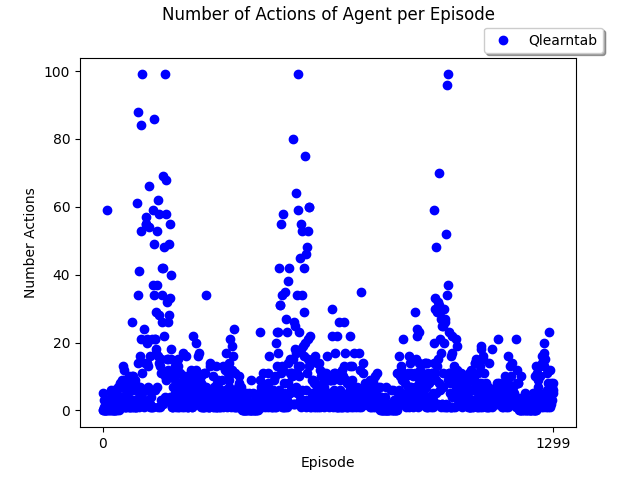 Number of Actions of Agent per Episode
Qlearntab
Number Actions
100
80
60
40
20
0
0
1299
Episode